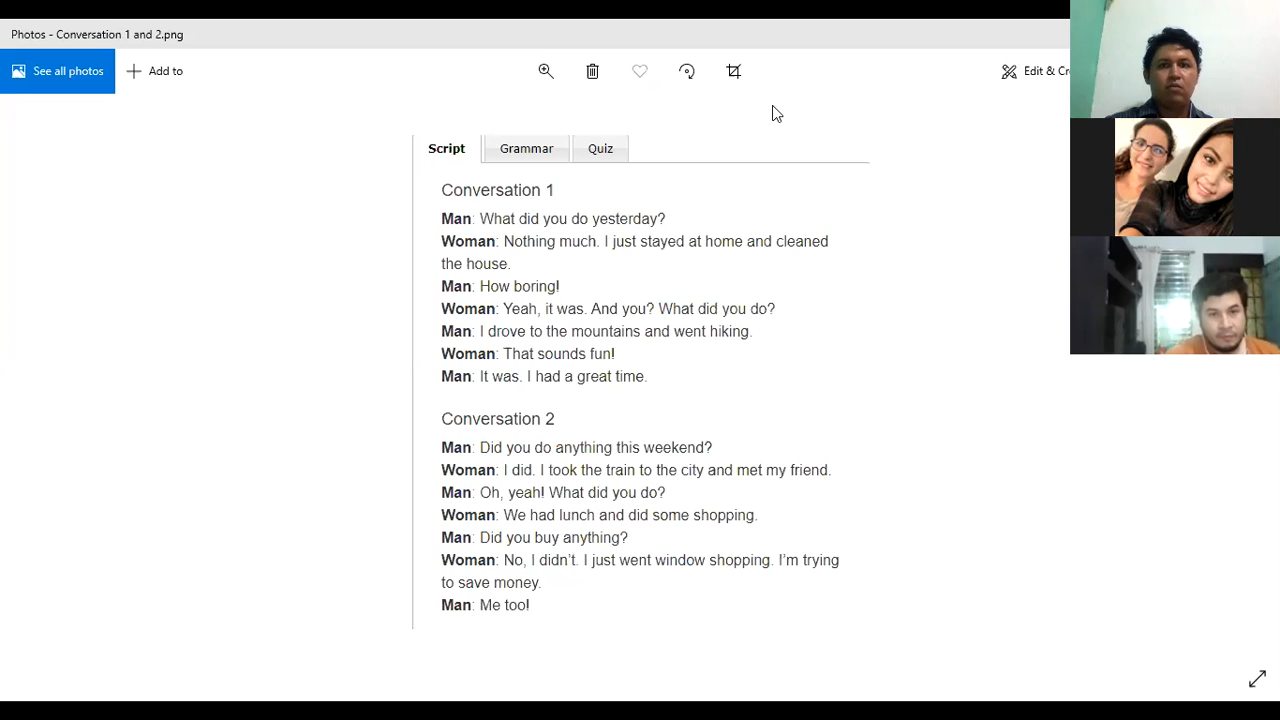 Photos - Conversation 1 and 2.png
See all photos
Add to
Edit & Cr
Script Grammar Quiz
Conversation 1
Man: What did you do yesterday?
Woman: Nothing much. I just stayed at home and cleaned
the house.
Man: How boring!
Woman: Yeah, it was. And you? What did you do?
Man: I drove to the mountains and went hiking.
Woman: That sounds fun!
Man: It was. I had a great time.
Conversation 2
Man: Did you do anything this weekend?
Woman: I did. I took the train to the city and met my friend.
Man: Oh, yeah! What did you do?
Woman: We had lunch and did some shopping.
Man: Did you buy anything?
Woman: No, I didn't. I just went window shopping. I'm trying
to save money.
Man: Me too!